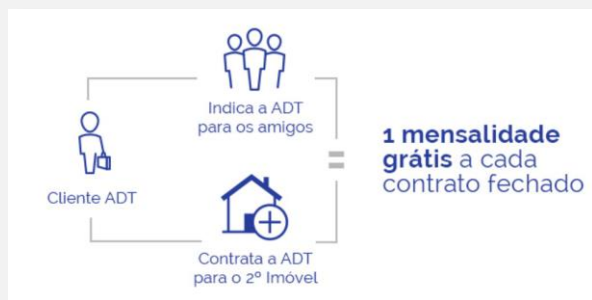 Indica a ADT
para os amigos
Cliente ADT
Contrata a ADT
para o 2º Imóvel
=
1 mensalidade
grátis a cada
contrato fechado